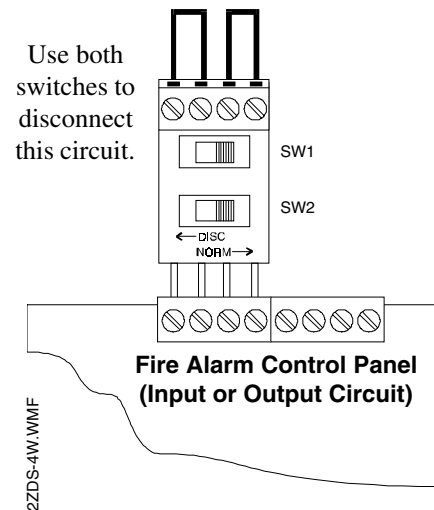 Use both
switches to
disconnect
this circuit.
SW1
SW2
←DISC
NORM→
Fire Alarm Control Panel
(Input or Output Circuit)
2ZDS-4W.WMF